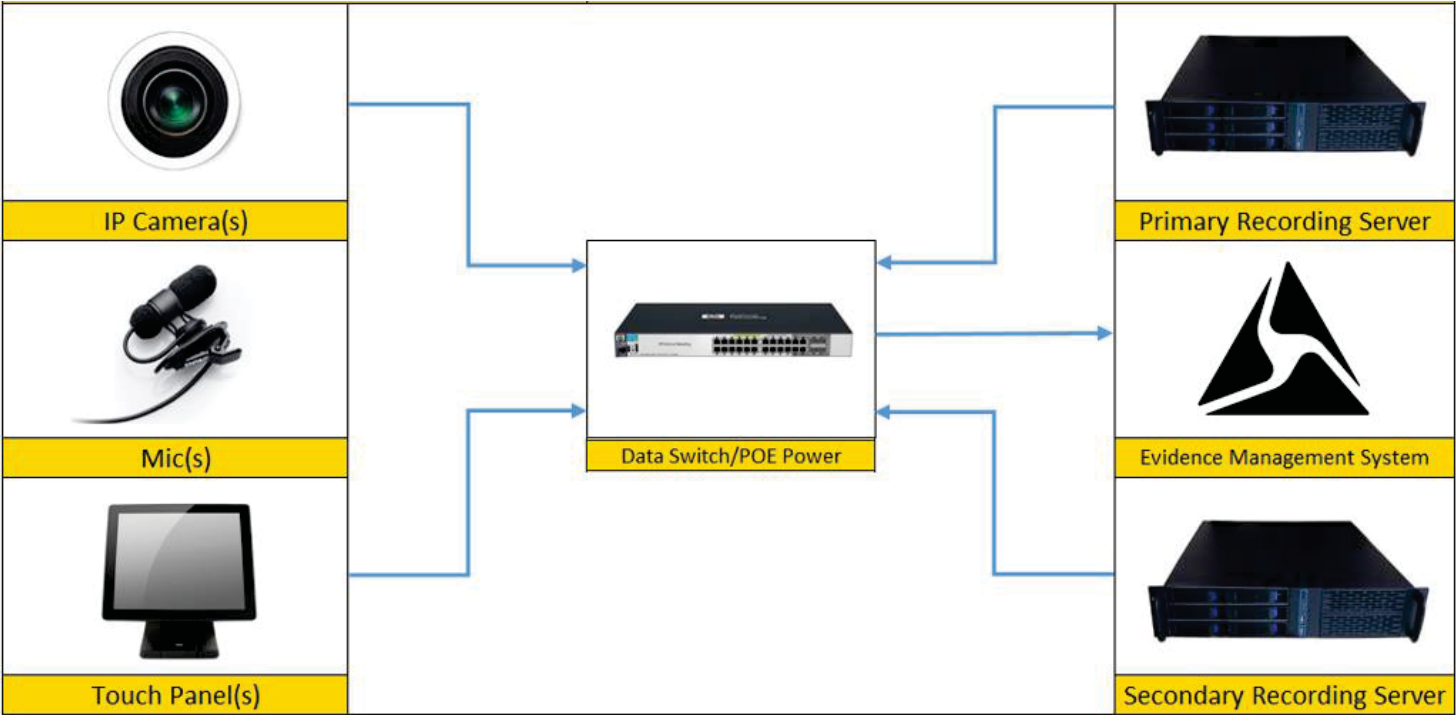 IP Camera(s)
Primary Recording Server
Mic(s)
Data Switch/POE Power
Evidence Management System
Touch Panel(s)
Secondary Recording Server